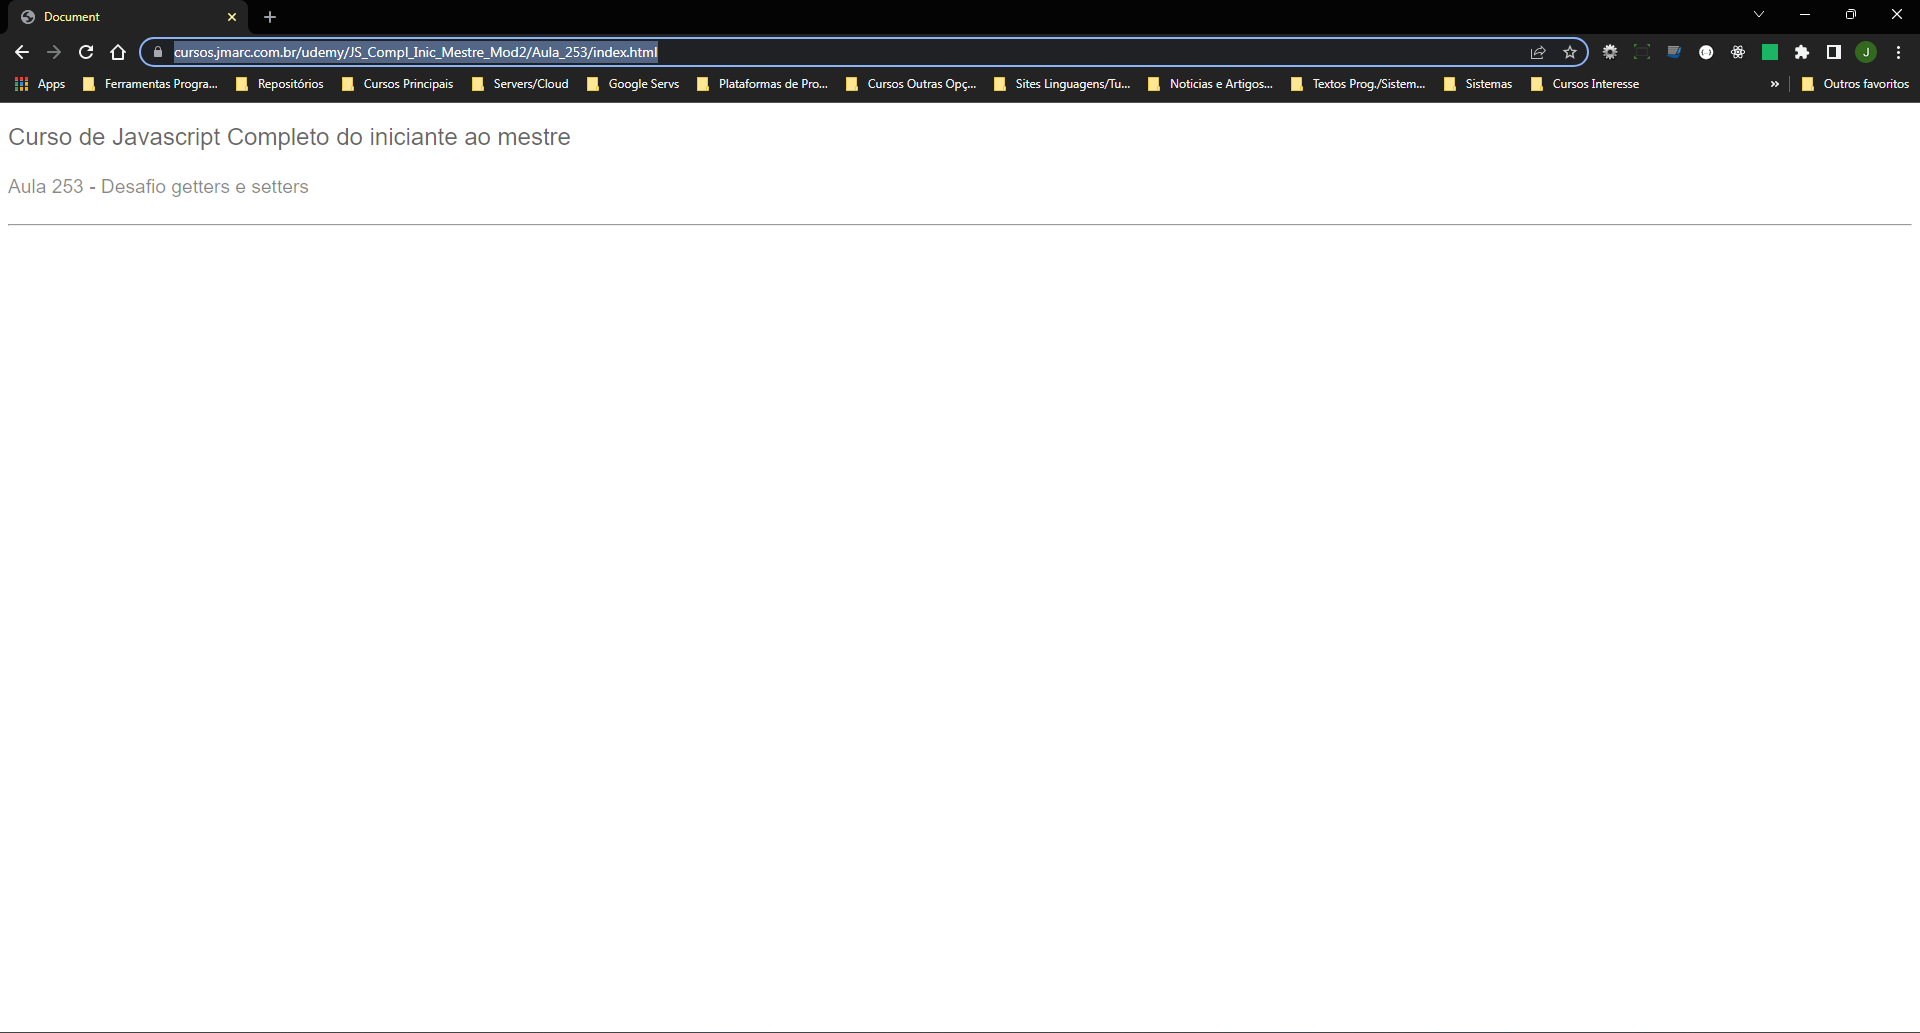 Document
cursos.jmarc.com.br/udemy/JS_Compl_Inic_Mestre_Mod2/Aula_253/index.html
J
Apps Ferramentas Progra... Repositórios Cursos Principais Servers/Cloud Google Servs Plataformas de Pro... Cursos Outras Opç... Sites Linguagens/Tu... Noticias e Artigos... Textos Prog./Sistem... Sistemas Cursos Interesse » Outros favoritos
Curso de Javascript Completo do iniciante ao mestre
Aula 253 - Desafio getters e setters